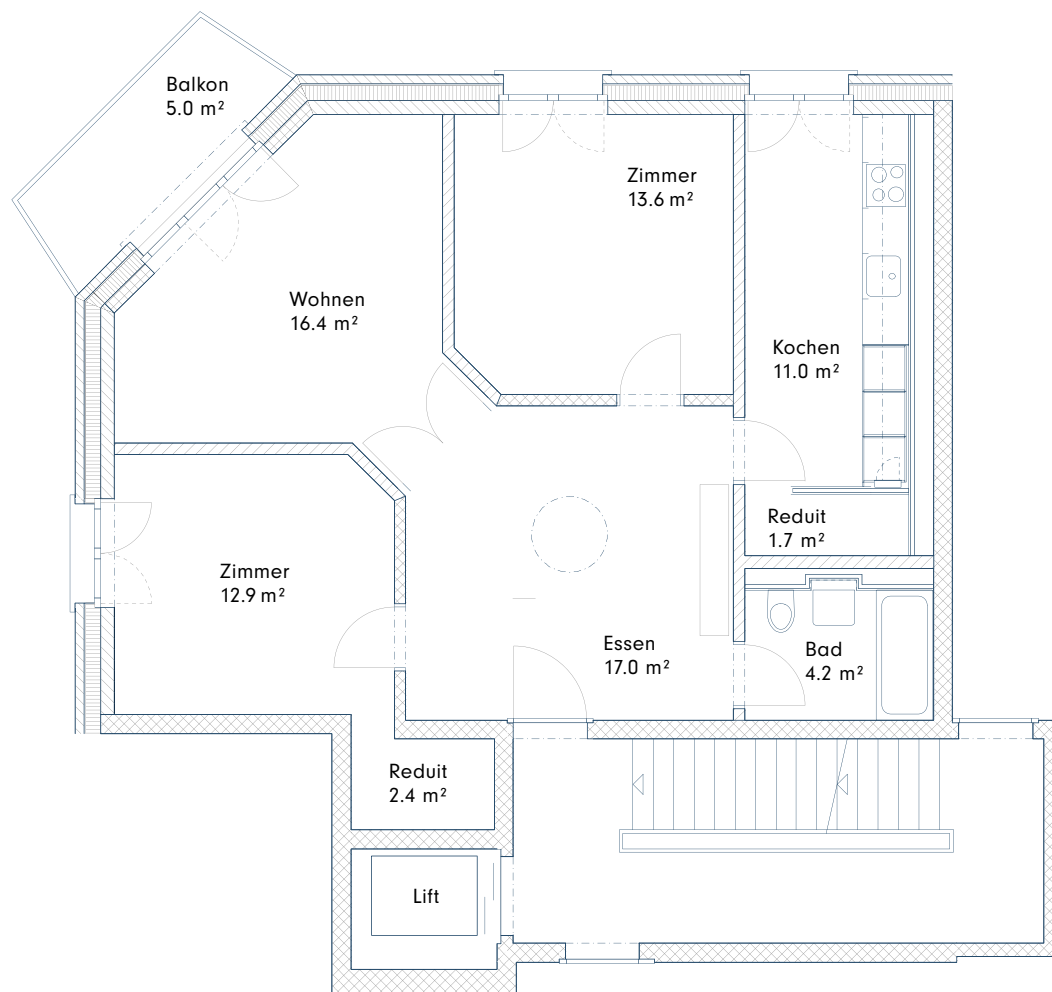 Balkon
5.0 m²
Zimmer
13.6 m²
Wohnen
16.4 m²
Kochen
11.0 m²
Reduit
1.7 m²
Zimmer
12.9 m²
Essen
17.0 m²
Bad
4.2 m²
Reduit
2.4 m²
Lift